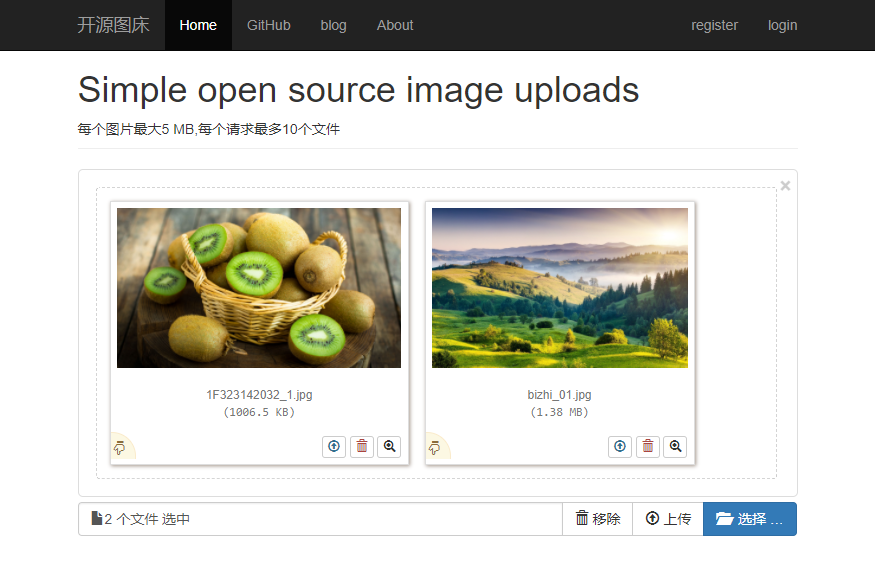 开源图床 Home GitHub blog About register login
Simple open source image uploads
每个图片最大5 MB,每个请求最多10个文件
×
1F323142032_1.jpg
(1006.5 KB)
bizhi_01.jpg
(1.38 MB)
2 个文件 选中 移除 上传 选择 ...